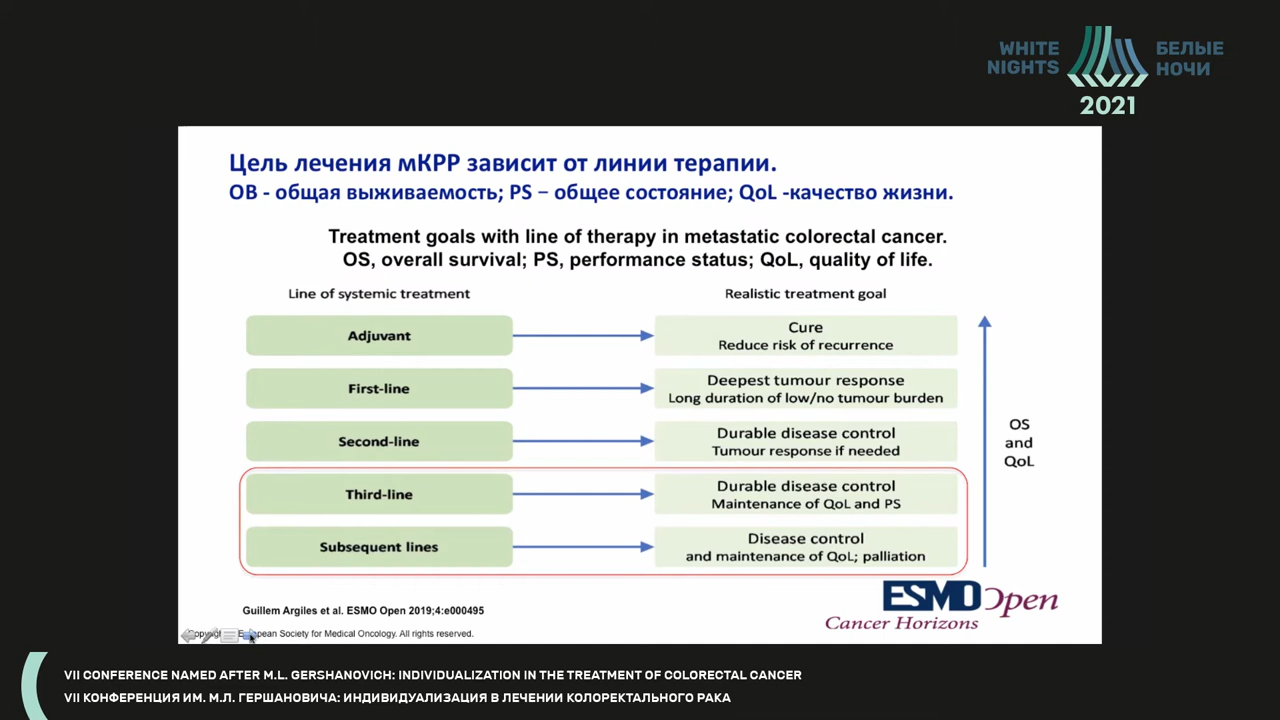 WHITE NIGHTS
БЕЛЫЕ НОЧИ
2021
Цель лечения мКРР зависит от линии терапии.
ОВ - общая выживаемость; PS – общее состояние; QoL -качество жизни.
Treatment goals with line of therapy in metastatic colorectal cancer.
OS, overall survival; PS, performance status; QoL, quality of life.
Line of systemic treatment
Realistic treatment goal
Adjuvant
Cure
Reduce risk of recurrence
First-line
Deepest tumour response
Long duration of low/no tumour burden
Second-line
Durable disease control
Tumour response if needed
Third-line
Durable disease control
Maintenance of QoL and PS
Subsequent lines
Disease control
and maintenance of QoL; palliation
OS
and
QoL
Guillem Argiles et al. ESMO Open 2019;4:e000495
ESMO Open
Cancer Horizons
Society for Medical Oncology. All rights reserved.
VII CONFERENCE NAMED AFTER M.L. GERSHANOVICH: INDIVIDUALIZATION IN THE TREATMENT OF COLORECTAL CANCER
VII КОНФЕРЕНЦИЯ ИМ. М.Л. ГЕРШАНОВИЧА: ИНДИВИДУАЛИЗАЦИЯ В ЛЕЧЕНИИ КОЛОРЕКТАЛЬНОГО РАКА